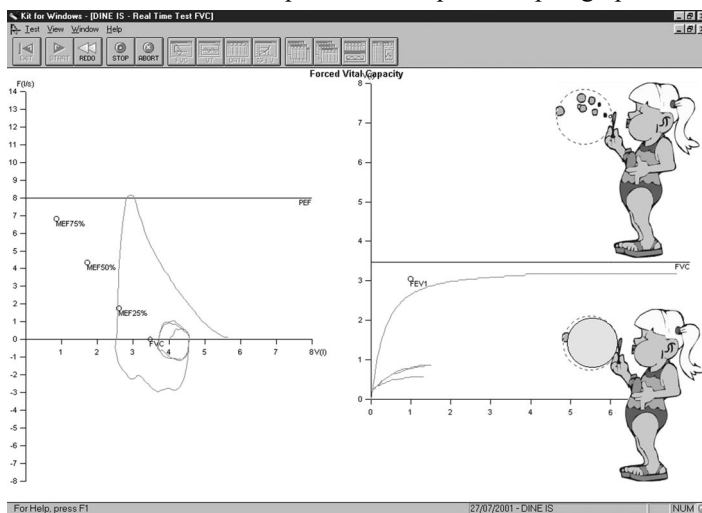 Kit for Windows - [DINE IS - Real Time Test FVC]
Test View Window Help
EXIT START REDO STOP ABORT FVC VT DATA
Forced Vital Capacity
F(l/s)
14
13
12
11
10
9
8
7
6
5
4
3
2
1
0
-1
-2
-3
-4
-5
-6
-7
-8
1 2 3 4 5 6 7 8V(l)
PEF
MEF75%
MEF50%
MEF25%
FVC
8
7
6
5
4
3
2
1
0
0 1 2 3 4 5 6
FVC
FEV1
For Help, press F1
27/07/2001 - DINE IS
NUM